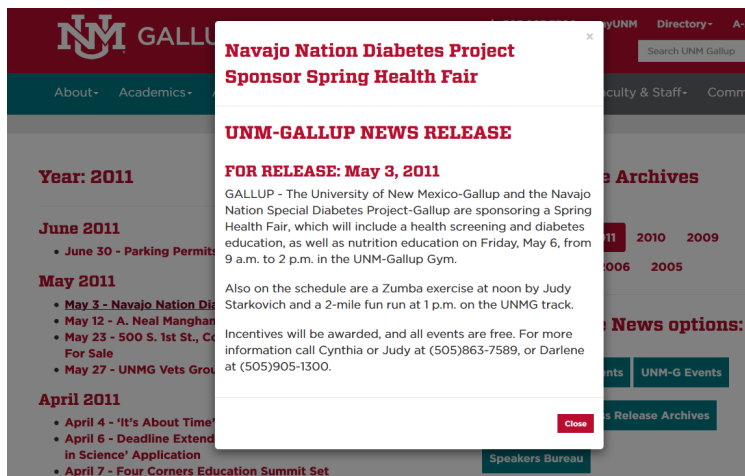 UNM GALLU
yUNM Directory A-
Search UNM Gallup
About Academics
culty & Staff Comm
Navajo Nation Diabetes Project
Sponsor Spring Health Fair
×
UNM-GALLUP NEWS RELEASE
FOR RELEASE: May 3, 2011
GALLUP - The University of New Mexico-Gallup and the Navajo
Nation Special Diabetes Project-Gallup are sponsoring a Spring
Health Fair, which will include a health screening and diabetes
education, as well as nutrition education on Friday, May 6, from
9 a.m. to 2 p.m. in the UNM-Gallup Gym.
Also on the schedule are a Zumba exercise at noon by Judy
Starkovich and a 2-mile fun run at 1 p.m. on the UNMG track.
Incentives will be awarded, and all events are free. For more
information call Cynthia or Judy at (505)863-7589, or Darlene
at (505)905-1300.
Close
Year: 2011
June 2011
• June 30 - Parking Permits
May 2011
• May 3 - Navajo Nation Dia
• May 12 - A. Neal Manghan
• May 23 - 500 S. 1st St., Co
For Sale
• May 27 - UNMG Vets Grou
April 2011
• April 4 - ‘It's About Time’
• April 6 - Deadline Extend
in Science’ Application
• April 7 - Four Corners Education Summit Set
e Archives
11 2010 2009
2006 2005
News options:
ents UNM-G Events
s Release Archives
Speakers Bureau